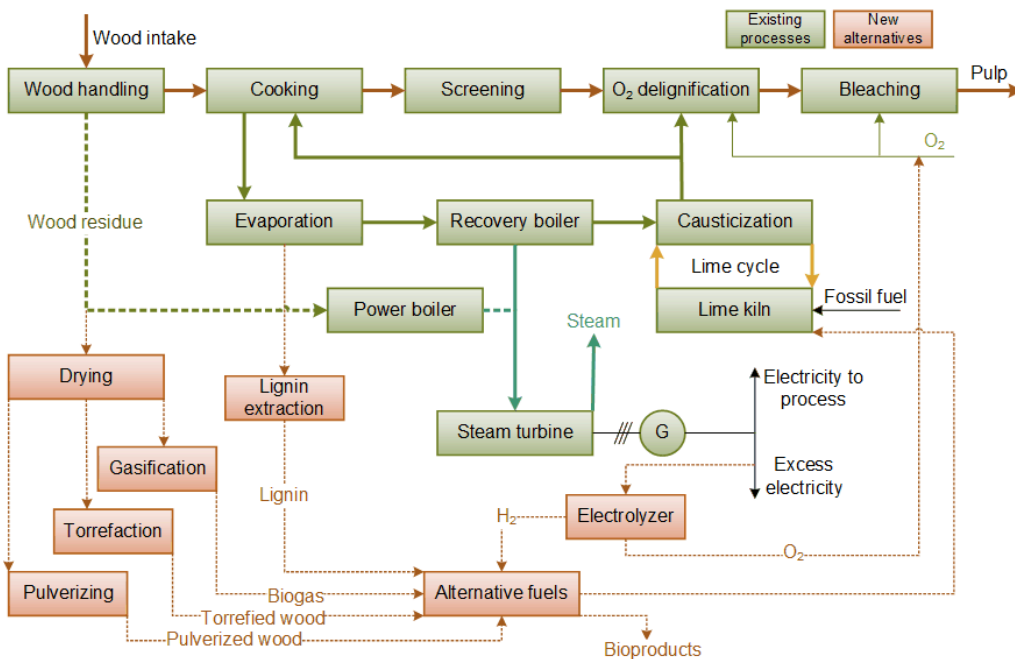 Wood intake
Existing
processes
New
alternatives
Wood handling
Cooking
Screening
O₂ delignification
Bleaching
Pulp
O₂
Wood residue
Evaporation
Recovery boiler
Causticization
Lime cycle
Power boiler
Lime kiln
Fossil fuel
Steam
Drying
Lignin
extraction
Steam turbine
G
Electricity to
process
Gasification
Excess
electricity
Lignin
Torrefaction
H₂
Electrolyzer
O₂
Pulverizing
Alternative fuels
Biogas
Torrefied wood
Pulverized wood
Bioproducts